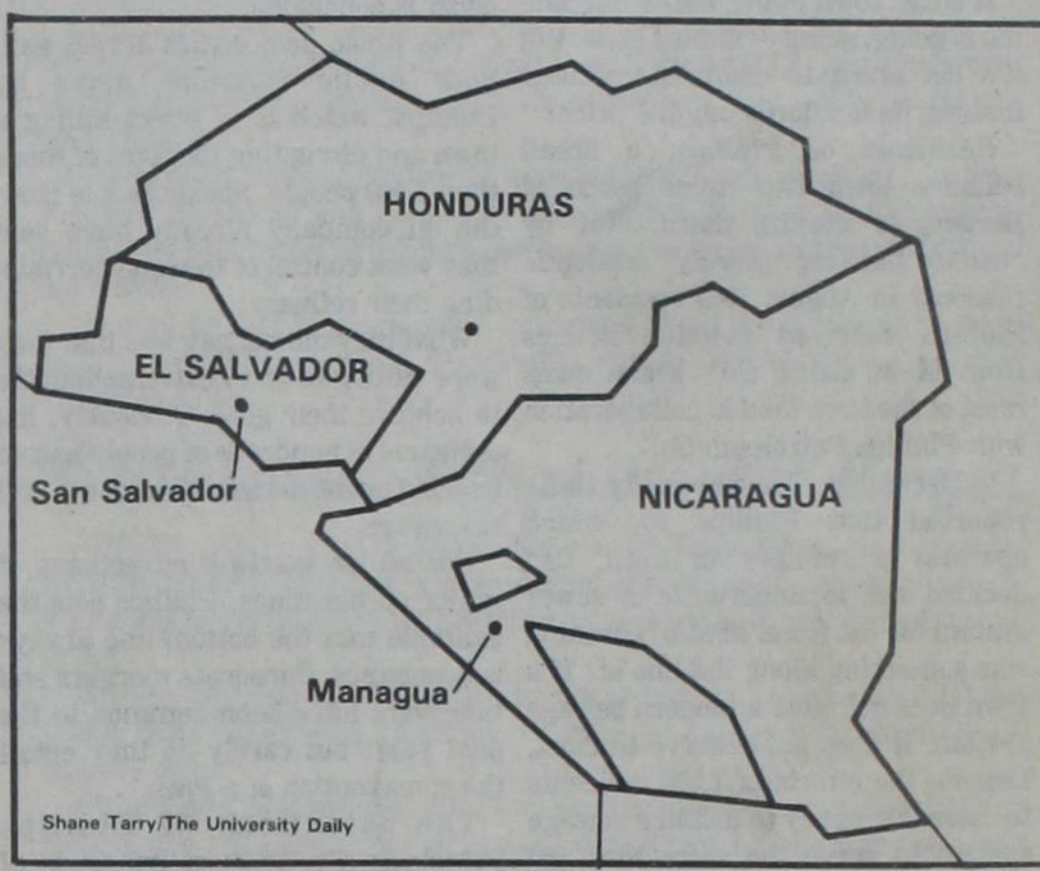 HONDURAS
EL SALVADOR
San Salvador
NICARAGUA
Managua
Shane Tarry/The University Daily